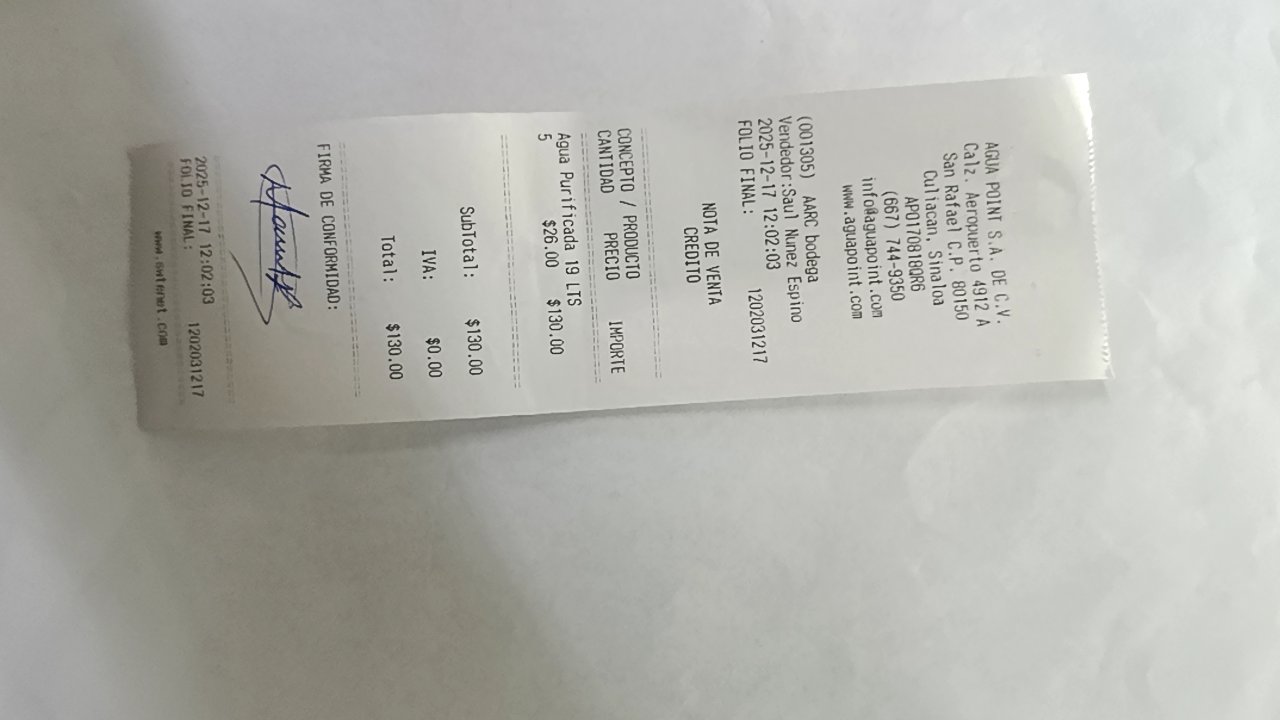 AGUA POINT S.A. DE C.V.
Calz. Aeropuerto 4912 A
San Rafael C.P. 80150
Culiacan, Sinaloa
APO170818QR6
(667) 744-9350
info@aguapoint.com
www.aguapoint.com
(001305) AARC bodega
Vendedor:Saul Nunez Espino
2025-12-17 12:02:03
FOLIO FINAL: 1202031217
NOTA DE VENTA
CREDITO
CONCEPTO / PRODUCTO
CANTIDAD PRECIO IMPORTE
Agua Purificada 19 LTS
5 $26.00 $130.00
SubTotal: $130.00
IVA: $0.00
Total: $130.00
FIRMA DE CONFORMIDAD:
2025-12-17 12:02:03
FOLIO FINAL: 1202031217